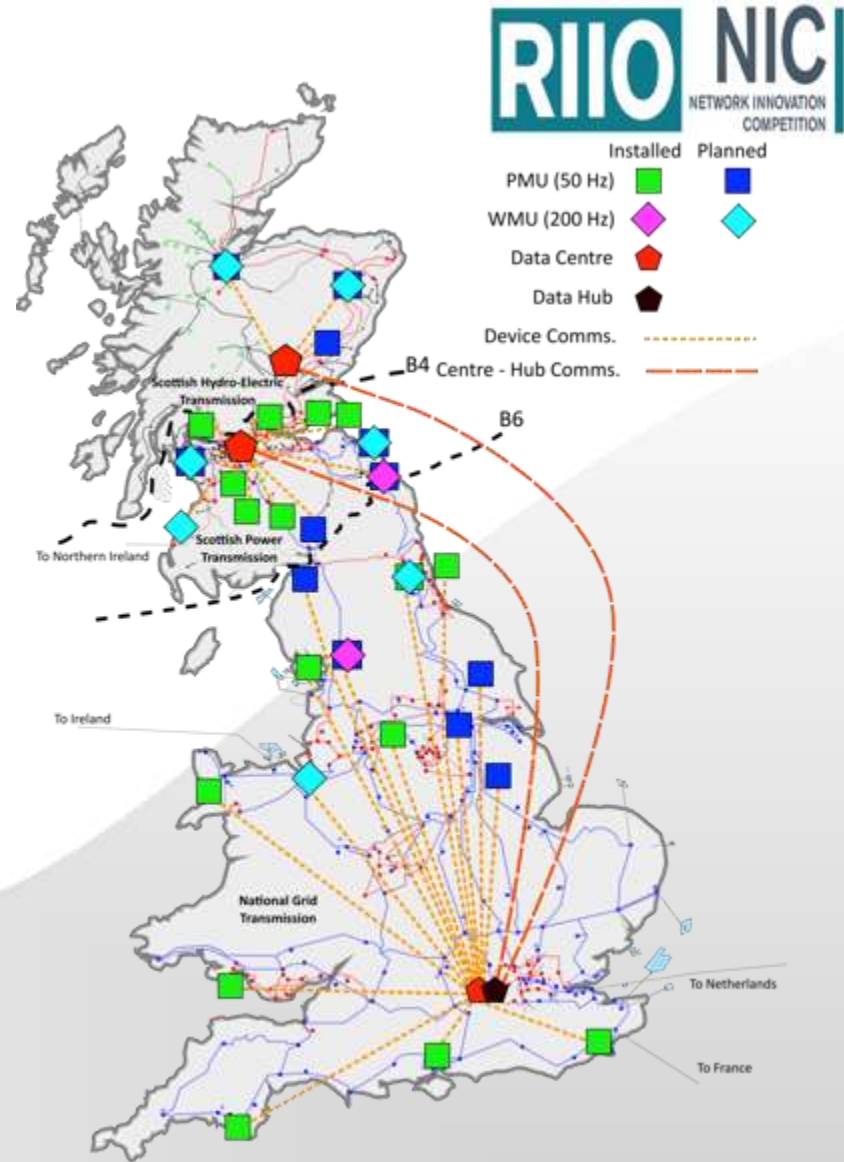 RIIO
NIC
NETWORK INNOVATION
COMPETITION
Installed Planned
PMU (50 Hz)
WMU (200 Hz)
Data Centre
Data Hub
Device Comms.
B4 Centre - Hub Comms.
Scottish Hydro-Electric
Transmission
B6
To Northern Ireland
Scottish Power
Transmission
To Ireland
National Grid
Transmission
To Netherlands
To France